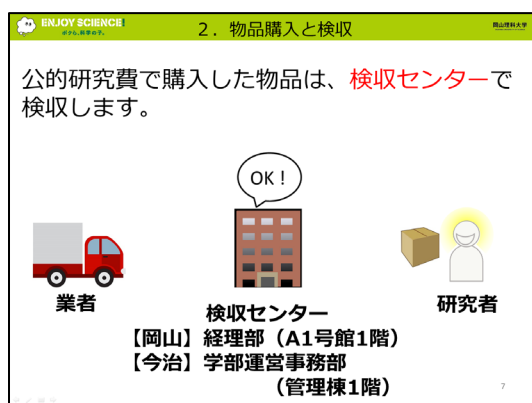 ENJOY SCIENCE!
ボクら、科学の子。
2．物品購入と検収
岡山理科大学
公的研究費で購入した物品は、検収センターで
検収します。
OK！
業者
検収センター
研究者
【岡山】経理部（A1号館1階）
【今治】学部運営事務部
（管理棟1階）
7